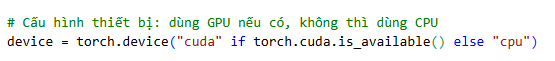 # Cấu hình thiết bị: dùng GPU nếu có, không thì dùng CPU
device = torch.device("cuda" if torch.cuda.is_available() else "cpu")